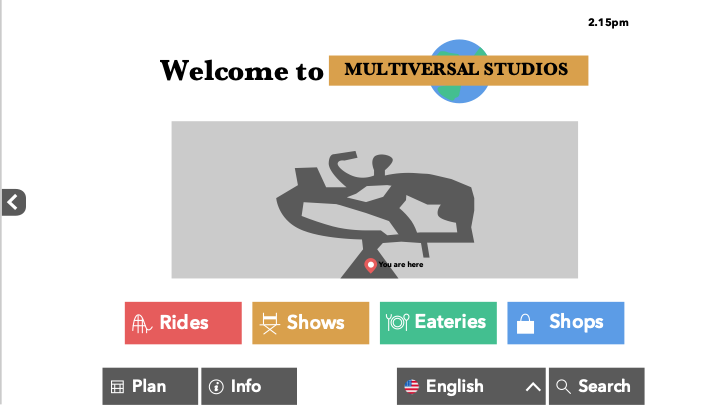 2.15pm
Welcome to MULTIVERSAL STUDIOS
You are here
Rides Shows Eateries Shops
Plan Info English Search